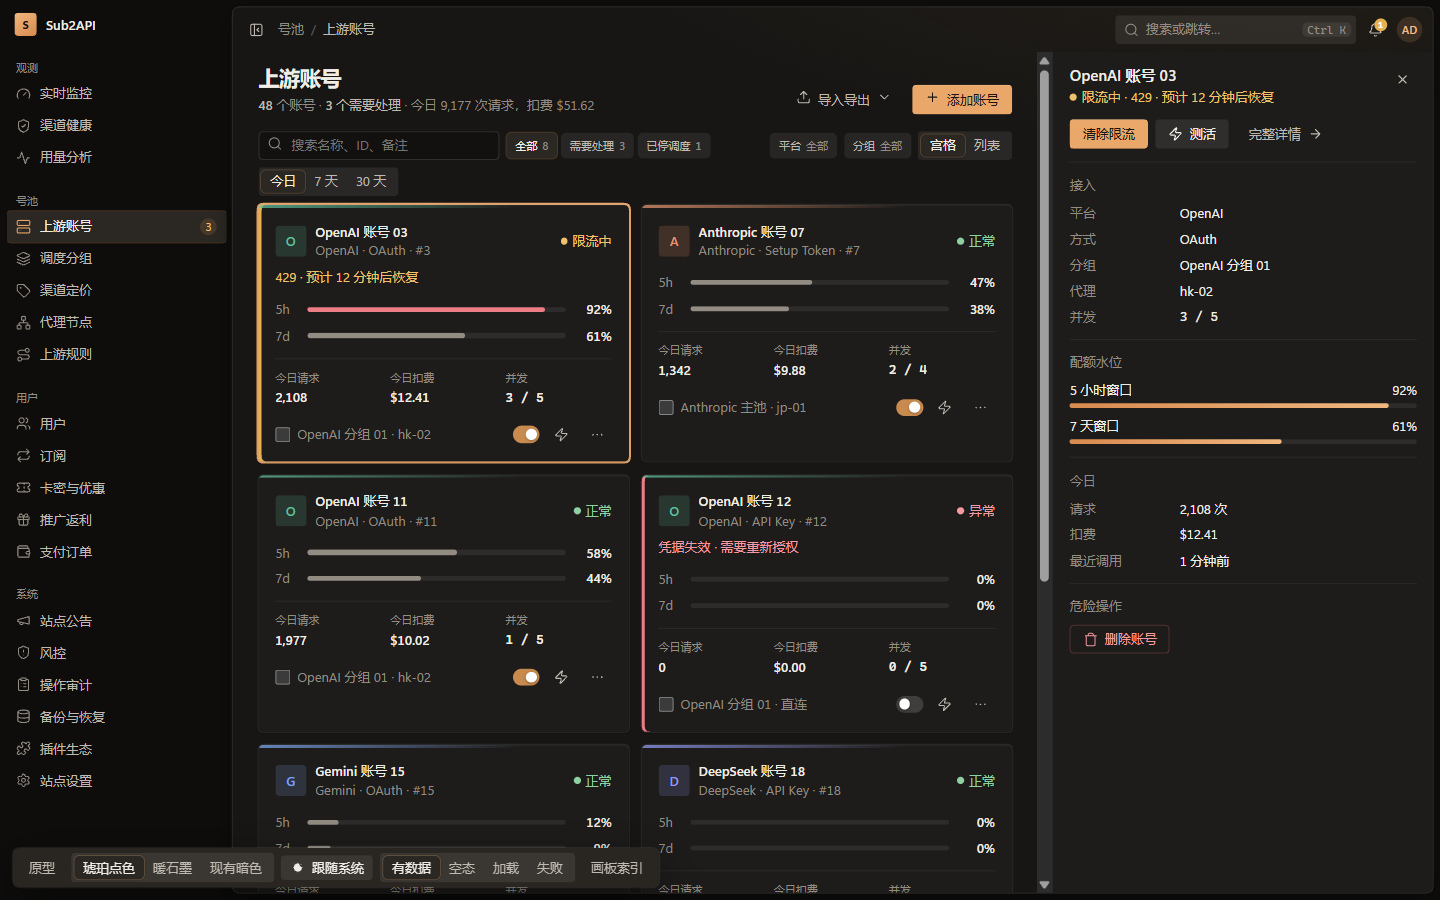 S Sub2API
观测
实时监控
渠道健康
用量分析
号池
上游账号 3
调度分组
渠道定价
代理节点
上游规则
用户
用户
订阅
卡密与优惠
推广返利
支付订单
系统
站点公告
风控
操作审计
备份与恢复
插件生态
站点设置
号池 / 上游账号
搜索或跳转... Ctrl K
1
AD
上游账号
48 个账号 · 3 个需要处理 · 今日 9,177 次请求，扣费 $51.62
导入导出
添加账号
搜索名称、ID、备注
全部 8
需要处理 3
已停调度 1
平台 全部
分组 全部
宫格
列表
今日
7 天
30 天
O
OpenAI 账号 03
OpenAI · OAuth · #3
限流中
429 · 预计 12 分钟后恢复
5h 92%
7d 61%
今日请求 今日扣费 并发
2,108 $12.41 3 / 5
OpenAI 分组 01 · hk-02
A
Anthropic 账号 07
Anthropic · Setup Token · #7
正常
5h 47%
7d 38%
今日请求 今日扣费 并发
1,342 $9.88 2 / 4
Anthropic 主池 · jp-01
O
OpenAI 账号 11
OpenAI · OAuth · #11
正常
5h 58%
7d 44%
今日请求 今日扣费 并发
1,977 $10.02 1 / 5
OpenAI 分组 01 · hk-02
O
OpenAI 账号 12
OpenAI · API Key · #12
异常
凭据失效 · 需要重新授权
5h 0%
7d 0%
今日请求 今日扣费 并发
0 $0.00 0 / 5
OpenAI 分组 01 · 直连
G
Gemini 账号 15
Gemini · OAuth · #15
正常
5h 12%
7d 9%
今日请求 今日扣费 并发
D
DeepSeek 账号 18
DeepSeek · API Key · #18
正常
5h 0%
7d 0%
今日请求 今日扣费 并发
OpenAI 账号 03
限流中 · 429 · 预计 12 分钟后恢复
清除限流
测活
完整详情
接入
平台 OpenAI
方式 OAuth
分组 OpenAI 分组 01
代理 hk-02
并发 3 / 5
配额水位
5 小时窗口 92%
7 天窗口 61%
今日
请求 2,108 次
扣费 $12.41
最近调用 1 分钟前
危险操作
删除账号
原型
琥珀点色
暖石墨
现有暗色
跟随系统
有数据
空态
加载
失败
画板索引